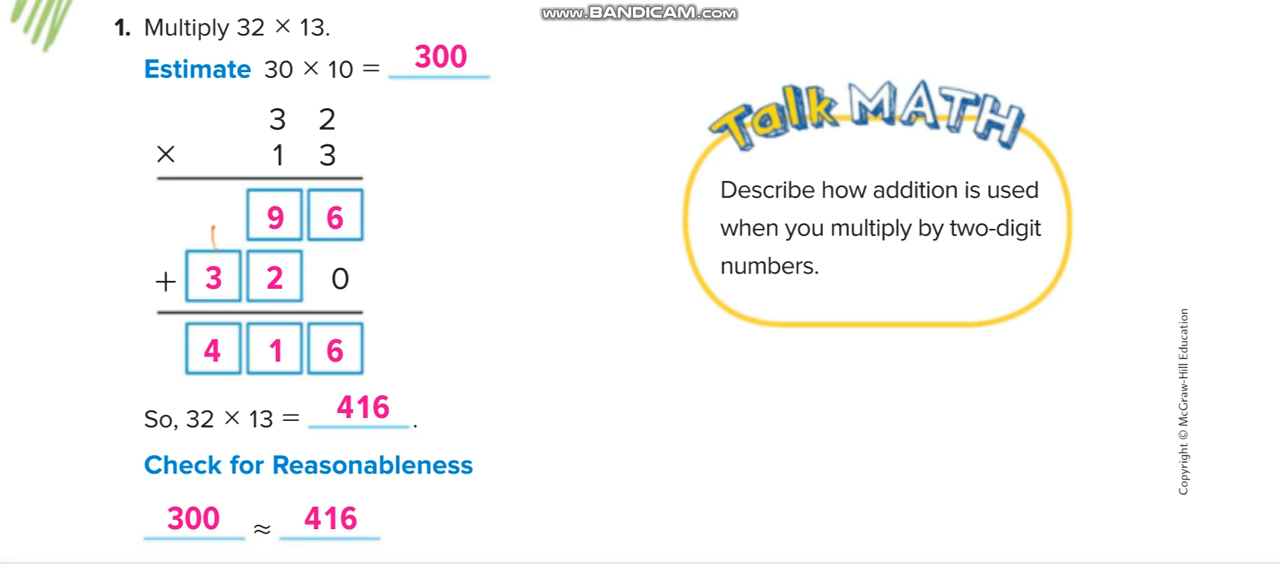 www.BANDICAM.com
1. Multiply 32 × 13.
Estimate 30 × 10 = 300
3 2
× 1 3
9 6
1
+ 3 2 0
4 1 6
So, 32 × 13 = 416.
Check for Reasonableness
300 ≈ 416
Talk MATH
Describe how addition is used
when you multiply by two-digit
numbers.
Copyright © McGraw-Hill Education